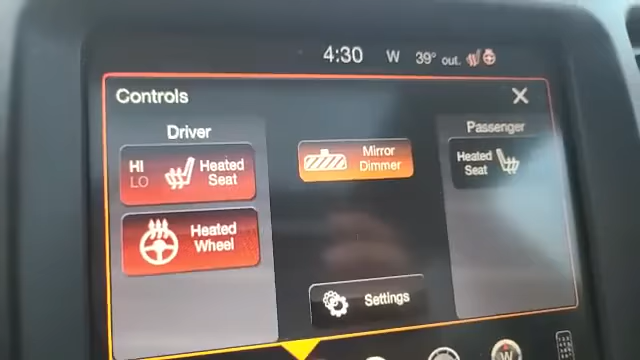 4:30 W 39° out.
Controls
Driver
HI
LO
Heated
Seat
Heated
Wheel
Mirror
Dimmer
Settings
Passenger
Heated
Seat
W